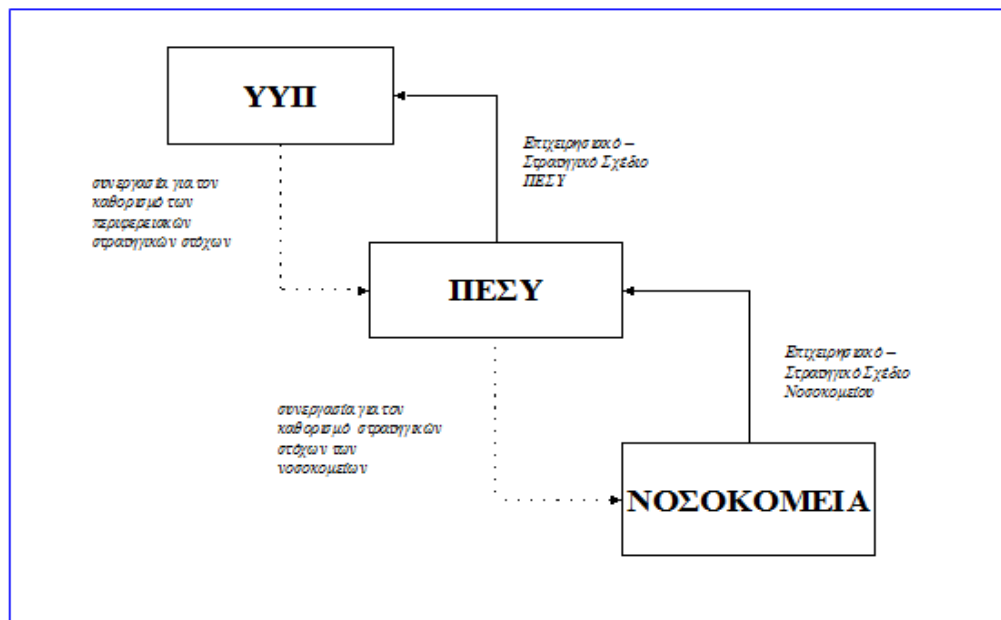 ΥΥΠ
Επιχειρησιακό –
Στρατηγικό Σχέδιο
ΠΕΣΥ
συνεργασία για τον
καθορισμό των
περιφερειακών
στρατηγικών στόχων
ΠΕΣΥ
Επιχειρησιακό –
Στρατηγικό Σχέδιο
Νοσοκομείου
συνεργασία για τον
καθορισμό στρατηγικών
στόχων των
νοσοκομείων
ΝΟΣΟΚΟΜΕΙΑ